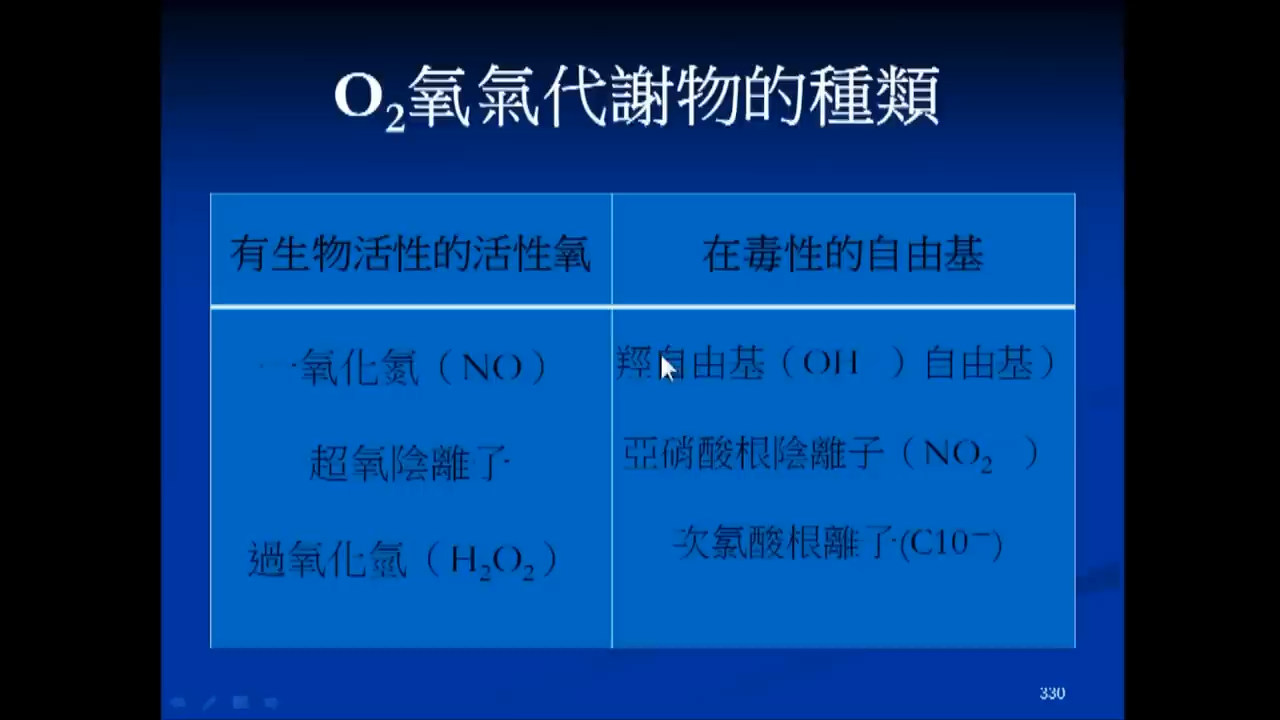 O₂氧氣代謝物的種類
有生物活性的活性氧
在毒性的自由基
一氧化氮（NO）
超氧陰離子
過氧化氫（H₂O₂）
羥自由基（OH ）自由基）
亞硝酸根陰離子（NO₂ ）
次氯酸根離子(C10⁻)
330